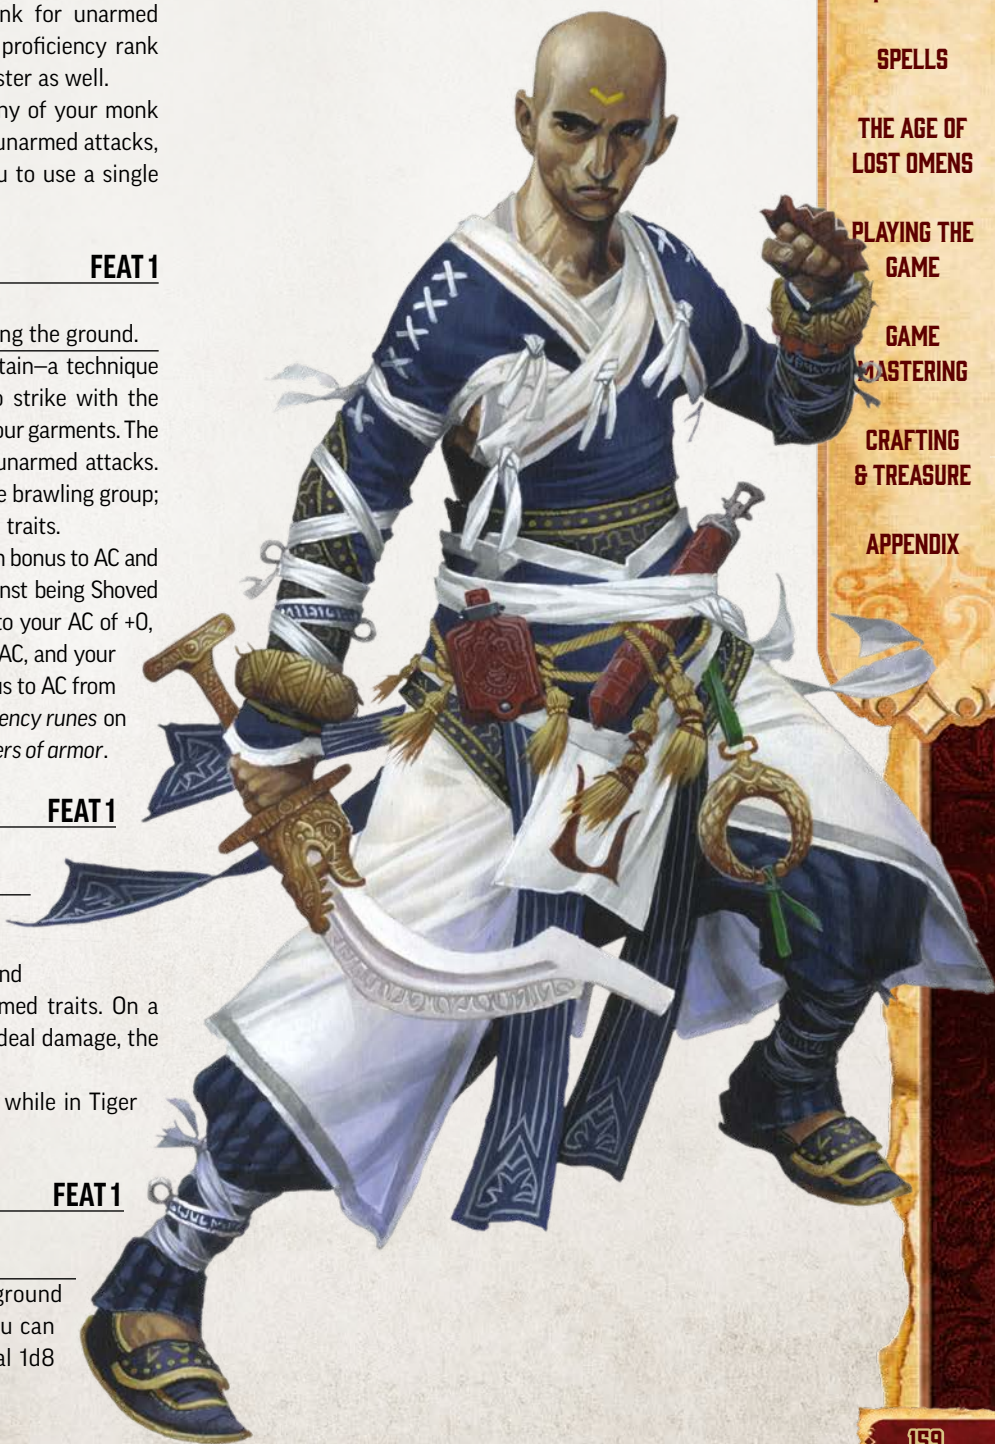 nk for unarmed
proficiency rank
ster as well.
ny of your monk
unarmed attacks,
u to use a single
FEAT 1
ng the ground.
tain—a technique
o strike with the
our garments. The
unarmed attacks.
e brawling group;
traits.
n bonus to AC and
inst being Shoved
to your AC of +0,
AC, and your
us to AC from
ency runes on
ers of armor.
FEAT 1
nd
med traits. On a
deal damage, the
while in Tiger
FEAT 1
ground
u can
al 1d8
SPELLS
THE AGE OF
LOST OMENS
PLAYING THE
GAME
GAME
MASTERING
CRAFTING
& TREASURE
APPENDIX
159